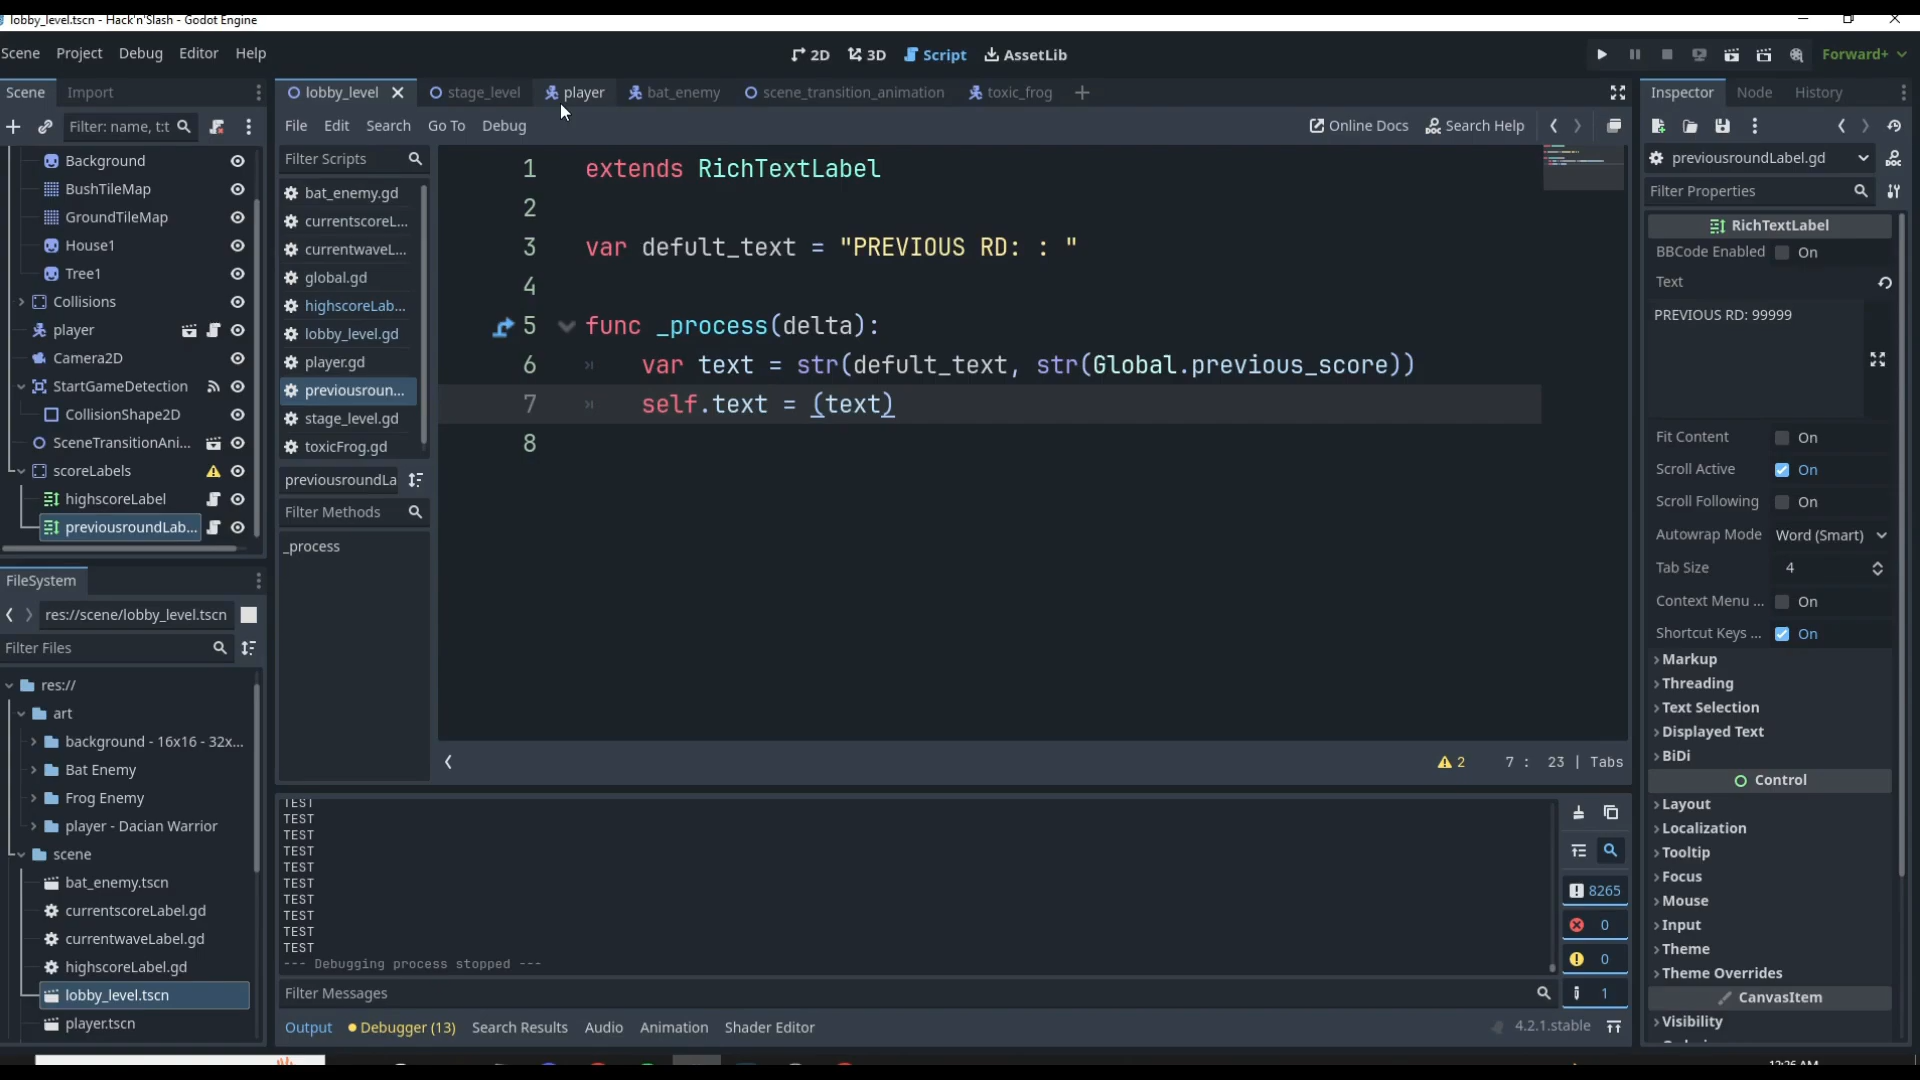 lobby_level.tscn - Hack'n'Slash - Godot Engine
Scene Project Debug Editor Help
2D 3D Script AssetLib
Forward+
Scene Import
lobby_level stage_level player bat_enemy scene_transition_animation toxic_frog
Inspector Node History
Filter: name, t:t
File Edit Search Go To Debug
Online Docs Search Help
previousroundLabel.gd
Filter Properties
Background
BushTileMap
GroundTileMap
House1
Tree1
Collisions
player
Camera2D
StartGameDetection
CollisionShape2D
SceneTransitionAni...
scoreLabels
highscoreLabel
previousroundLab...
Filter Scripts
bat_enemy.gd
currentscoreL...
currentwaveL...
global.gd
highscoreLab...
lobby_level.gd
player.gd
previousroun...
stage_level.gd
toxicFrog.gd
previousroundLa
Filter Methods
_process
1 extends RichTextLabel
2
3 var defult_text = "PREVIOUS RD: : "
4
5 func _process(delta):
6 var text = str(defult_text, str(Global.previous_score))
7 self.text = (text)
8
2 7 : 23 | Tabs
RichTextLabel
BBCode Enabled On
Text
PREVIOUS RD: 99999
Fit Content On
Scroll Active On
Scroll Following On
Autowrap Mode Word (Smart)
Tab Size 4
Context Menu ... On
Shortcut Keys ... On
Markup
Threading
Text Selection
Displayed Text
BiDi
Control
Layout
Localization
Tooltip
Focus
Mouse
Input
Theme
Theme Overrides
CanvasItem
Visibility
FileSystem
res://scene/lobby_level.tscn
Filter Files
res://
art
background - 16x16 - 32x...
Bat Enemy
Frog Enemy
player - Dacian Warrior
scene
bat_enemy.tscn
currentscoreLabel.gd
currentwaveLabel.gd
highscoreLabel.gd
lobby_level.tscn
player.tscn
TEST
TEST
TEST
TEST
TEST
TEST
TEST
TEST
TEST
TEST
--- Debugging process stopped ---
8265
0
0
1
Filter Messages
Output Debugger (13) Search Results Audio Animation Shader Editor
4.2.1.stable